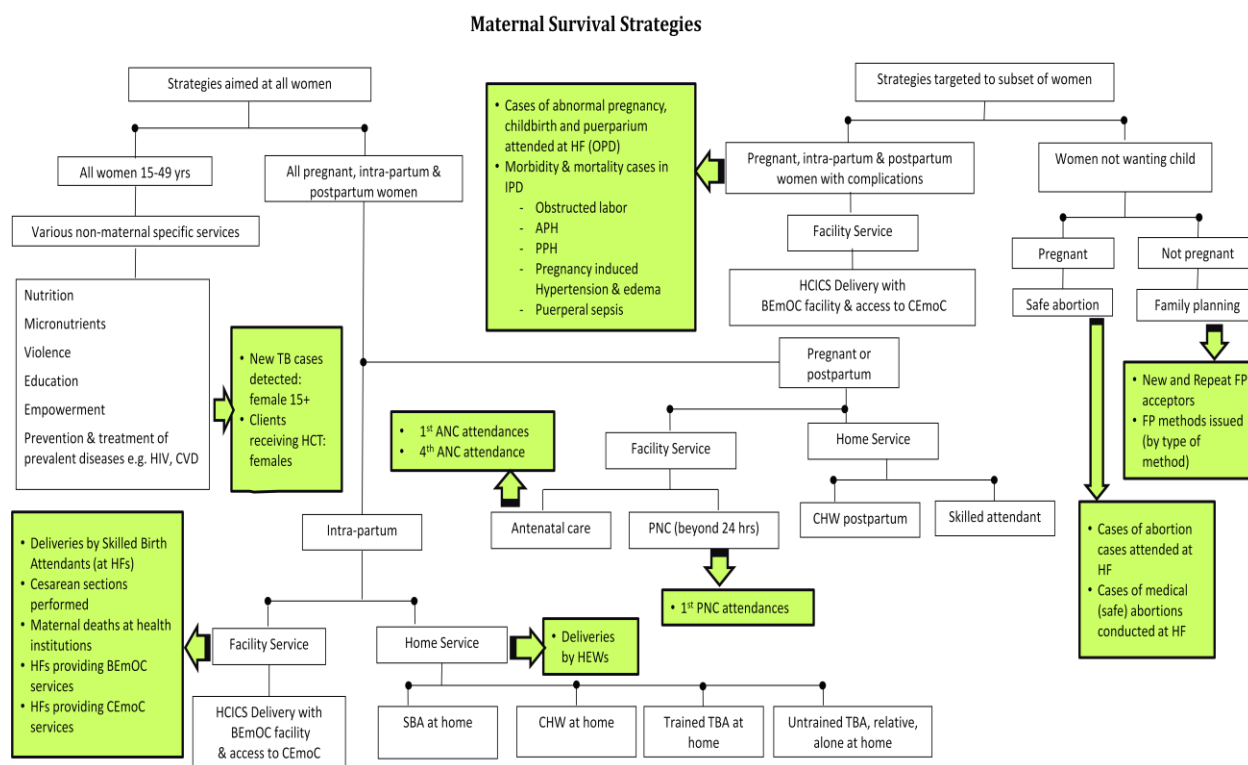 Maternal Survival Strategies
Strategies aimed at all women
All women 15-49 yrs
All pregnant, intra-partum &
postpartum women
Various non-maternal specific services
Nutrition
Micronutrients
Violence
Education
Empowerment
Prevention & treatment of
prevalent diseases e.g. HIV, CVD
• New TB cases
detected:
female 15+
• Clients
receiving HCT:
females
• Cases of abnormal pregnancy,
childbirth and puerparium
attended at HF (OPD)
• Morbidity & mortality cases in
IPD
- Obstructed labor
- APH
- PPH
- Pregnancy induced
Hypertension & edema
- Puerperal sepsis
Strategies targeted to subset of women
Pregnant, intra-partum & postpartum
women with complications
Women not wanting child
Facility Service
HCICS Delivery with
BEmOC facility & access to CEmoC
Pregnant
Not pregnant
Safe abortion
Family planning
• New and Repeat FP
acceptors
• FP methods issued
(by type of
method)
• Cases of abortion
cases attended at
HF
• Cases of medical
(safe) abortions
conducted at HF
Pregnant or
postpartum
Facility Service
Home Service
• 1st ANC attendances
• 4th ANC attendance
Antenatal care
PNC (beyond 24 hrs)
CHW postpartum
Skilled attendant
• 1st PNC attendances
Intra-partum
• Deliveries by Skilled Birth
Attendants (at HFs)
• Cesarean sections
performed
• Maternal deaths at health
institutions
• HFs providing BEmOC
services
• HFs providing CEmoC
services
Facility Service
Home Service
• Deliveries
by HEWs
HCICS Delivery with
BEmOC facility
& access to CEmoC
SBA at home
CHW at home
Trained TBA at
home
Untrained TBA, relative,
alone at home